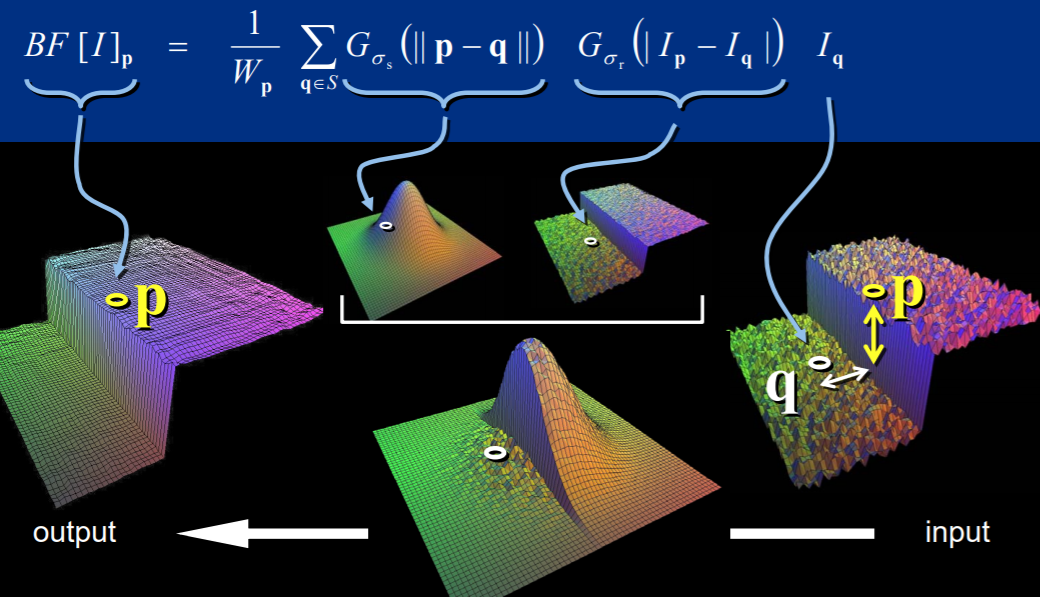 BF [I]p = 1/Wp ∑q∈S Gσs (|| p − q ||) Gσr (| Ip − Iq |) Iq
p
p
q
output
input